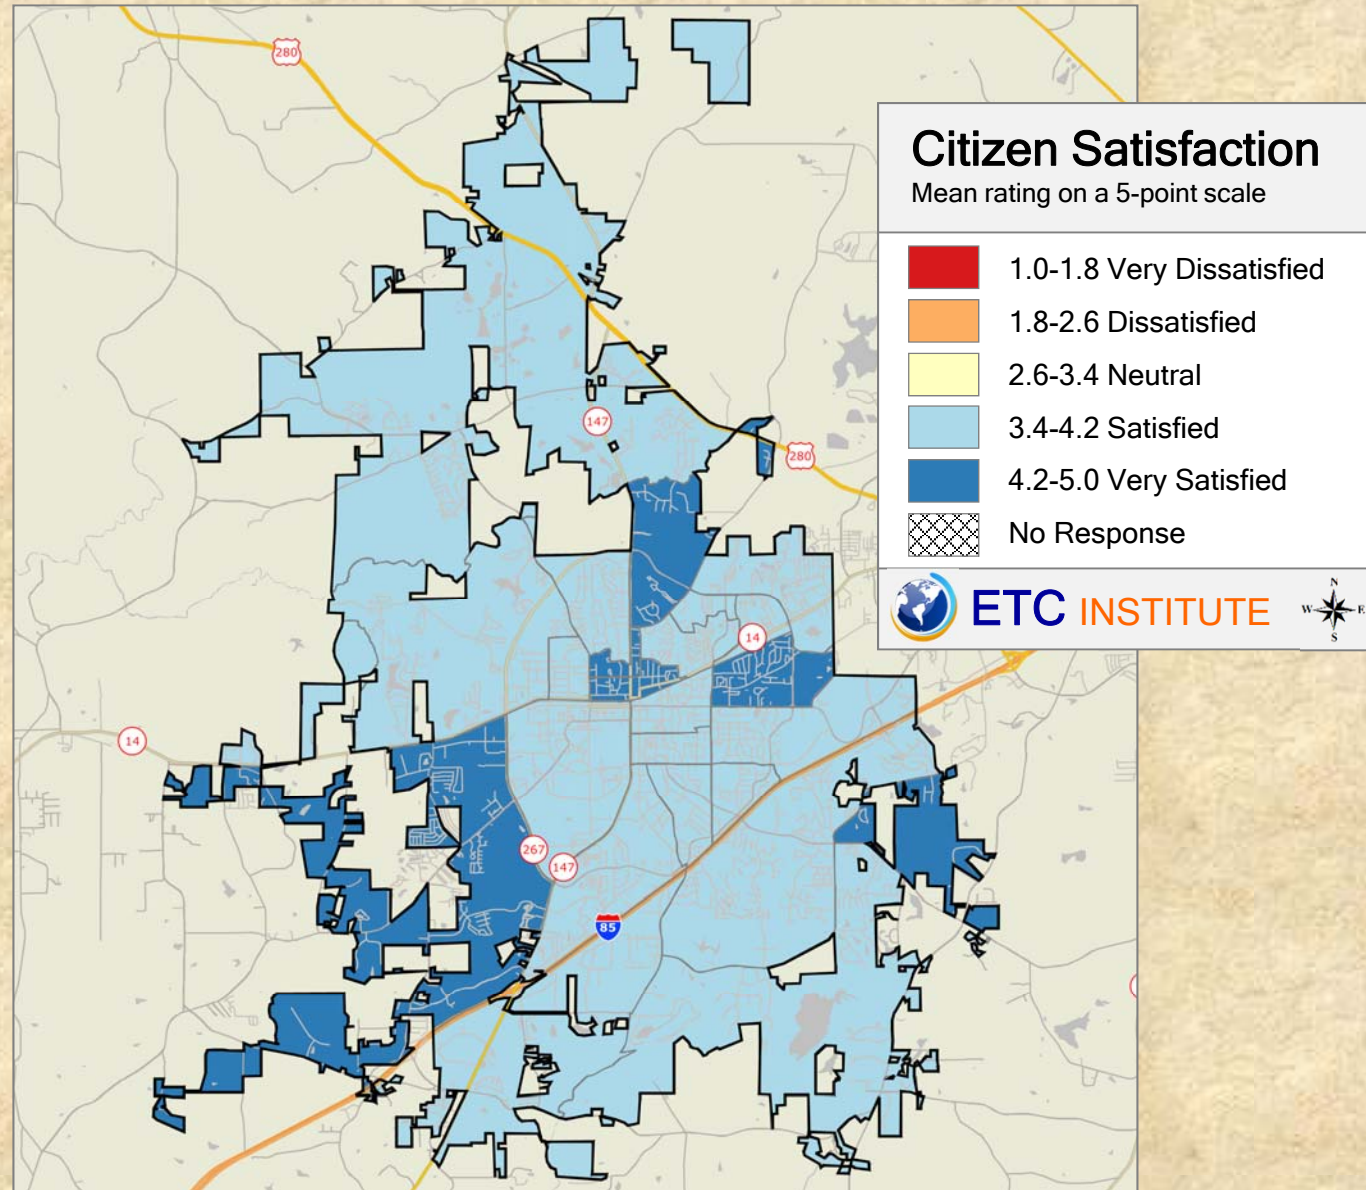 280
Citizen Satisfaction
Mean rating on a 5-point scale
1.0-1.8 Very Dissatisfied
1.8-2.6 Dissatisfied
2.6-3.4 Neutral
3.4-4.2 Satisfied
4.2-5.0 Very Satisfied
No Response
ETC INSTITUTE
N
W E
S
147
280
14
14
267
147
85